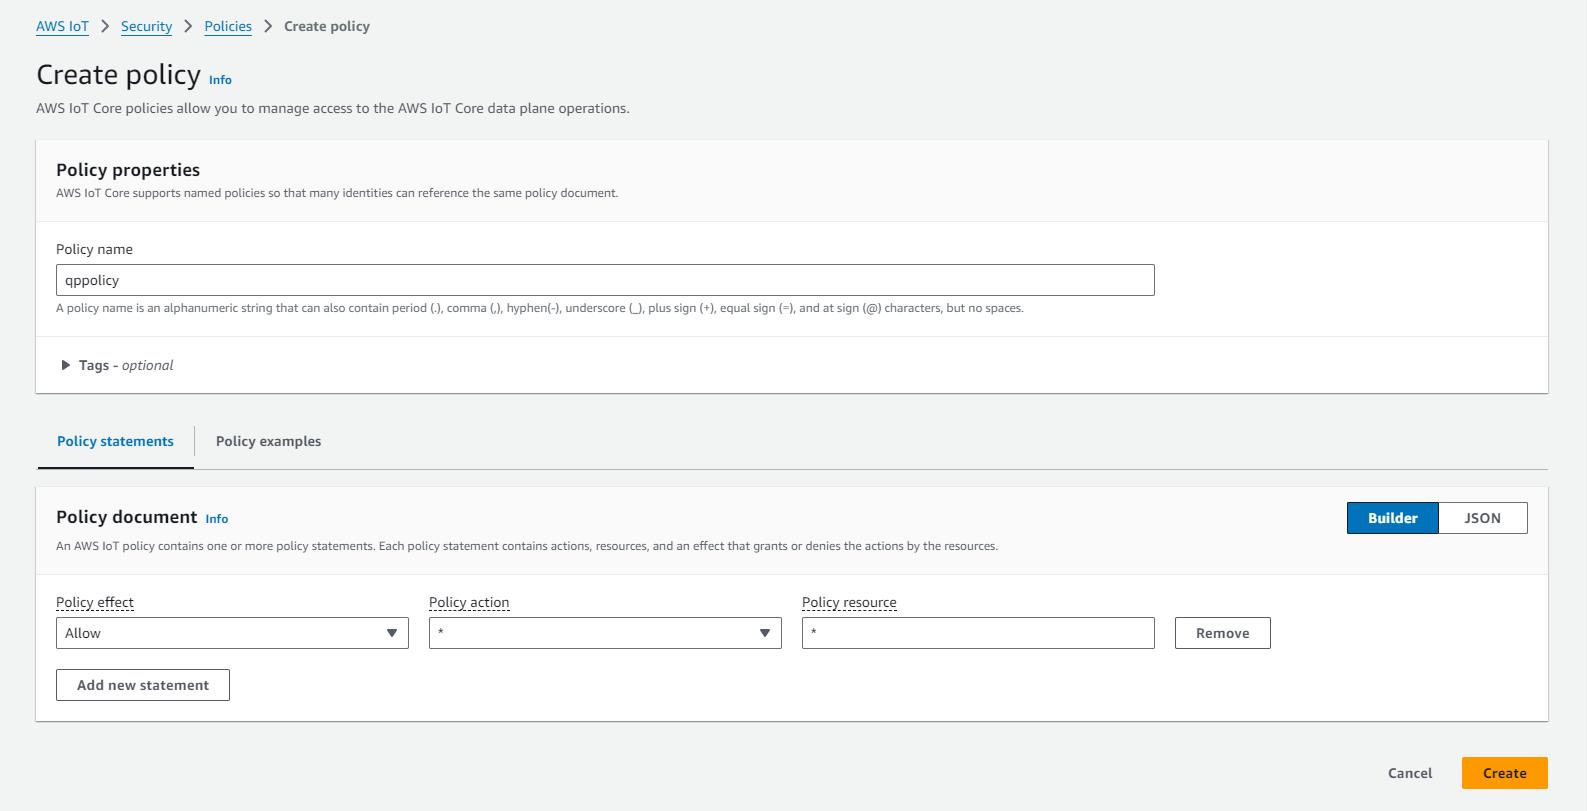 AWS IoT > Security > Policies > Create policy
Create policy Info
AWS IoT Core policies allow you to manage access to the AWS IoT Core data plane operations.
Policy properties
AWS IoT Core supports named policies so that many identities can reference the same policy document.
Policy name
qppolicy
A policy name is an alphanumeric string that can also contain period (.), comma (,), hyphen(-), underscore (_), plus sign (+), equal sign (=), and at sign (@) characters, but no spaces.
Tags - optional
Policy statements Policy examples
Policy document Info
Builder JSON
An AWS IoT policy contains one or more policy statements. Each policy statement contains actions, resources, and an effect that grants or denies the actions by the resources.
Policy effect Policy action Policy resource
Allow * * Remove
Add new statement
Cancel Create